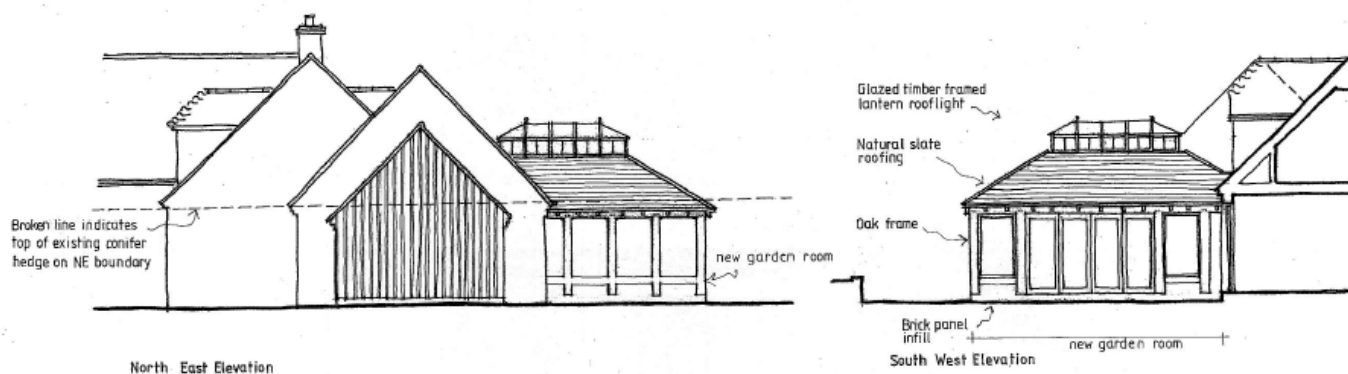 Broken line indicates
top of existing conifer
hedge on NE boundary
new garden room
North East Elevation
Glazed timber framed
lantern rooflight
Natural slate
roofing
Oak frame
Brick panel
infill
new garden room
South West Elevation